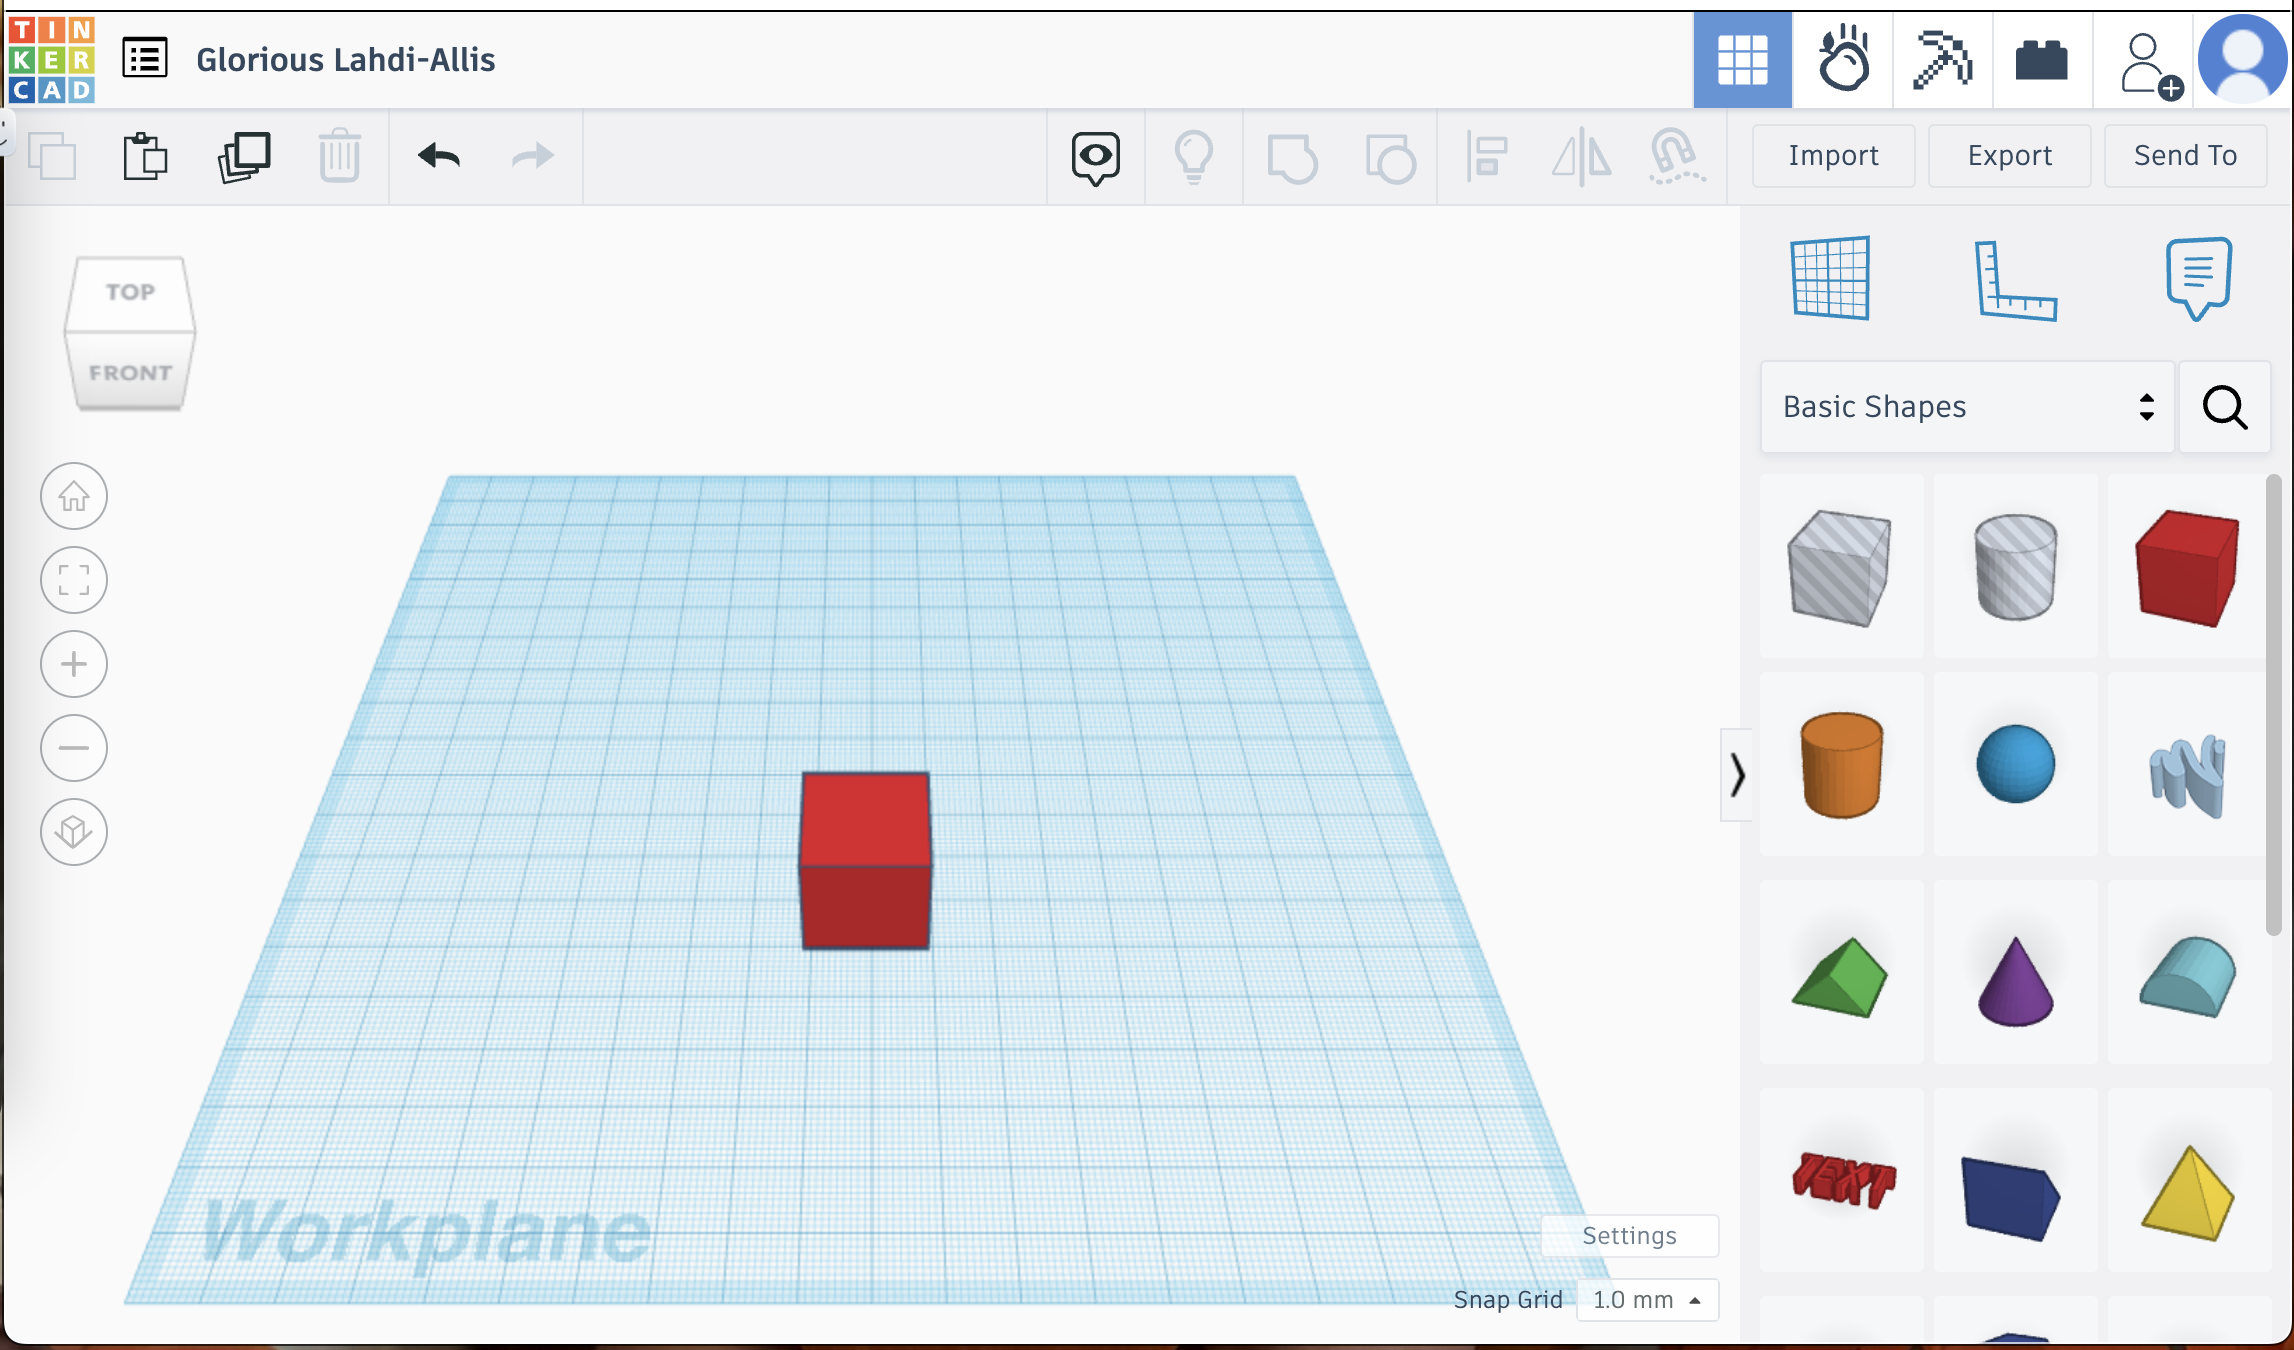 TIN
KER
CAD
Glorious Lahdi-Allis
Import
Export
Send To
TOP
FRONT
Basic Shapes
TEXT
Workplane
Settings
Snap Grid
1.0 mm